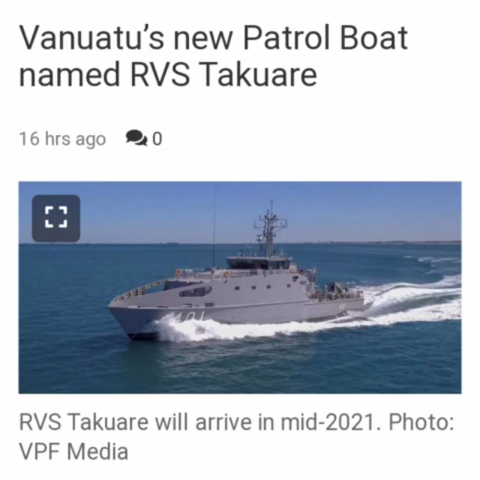 Vanuatu’s new Patrol Boat
named RVS Takuare
16 hrs ago 0
RVS Takuare will arrive in mid-2021. Photo:
VPF Media